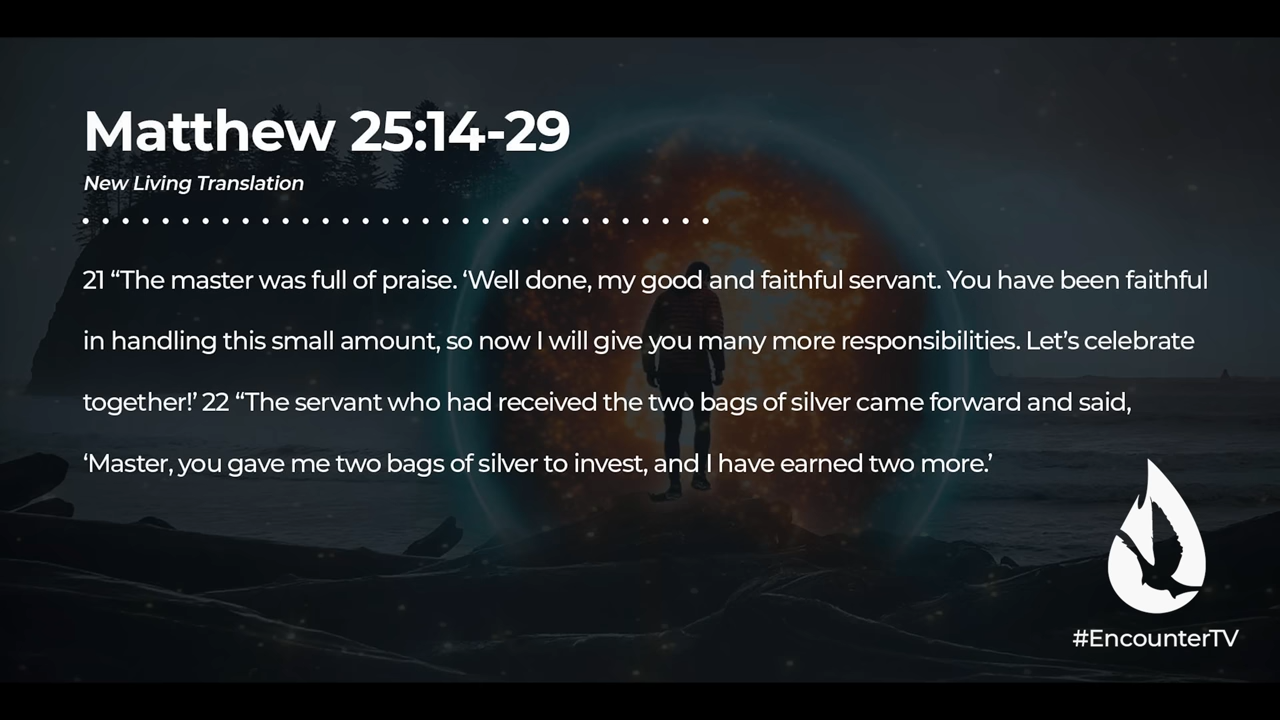 Matthew 25:14-29
New Living Translation
21 “The master was full of praise. ‘Well done, my good and faithful servant. You have been faithful
in handling this small amount, so now I will give you many more responsibilities. Let’s celebrate
together!’ 22 “The servant who had received the two bags of silver came forward and said,
‘Master, you gave me two bags of silver to invest, and I have earned two more.’
#EncounterTV